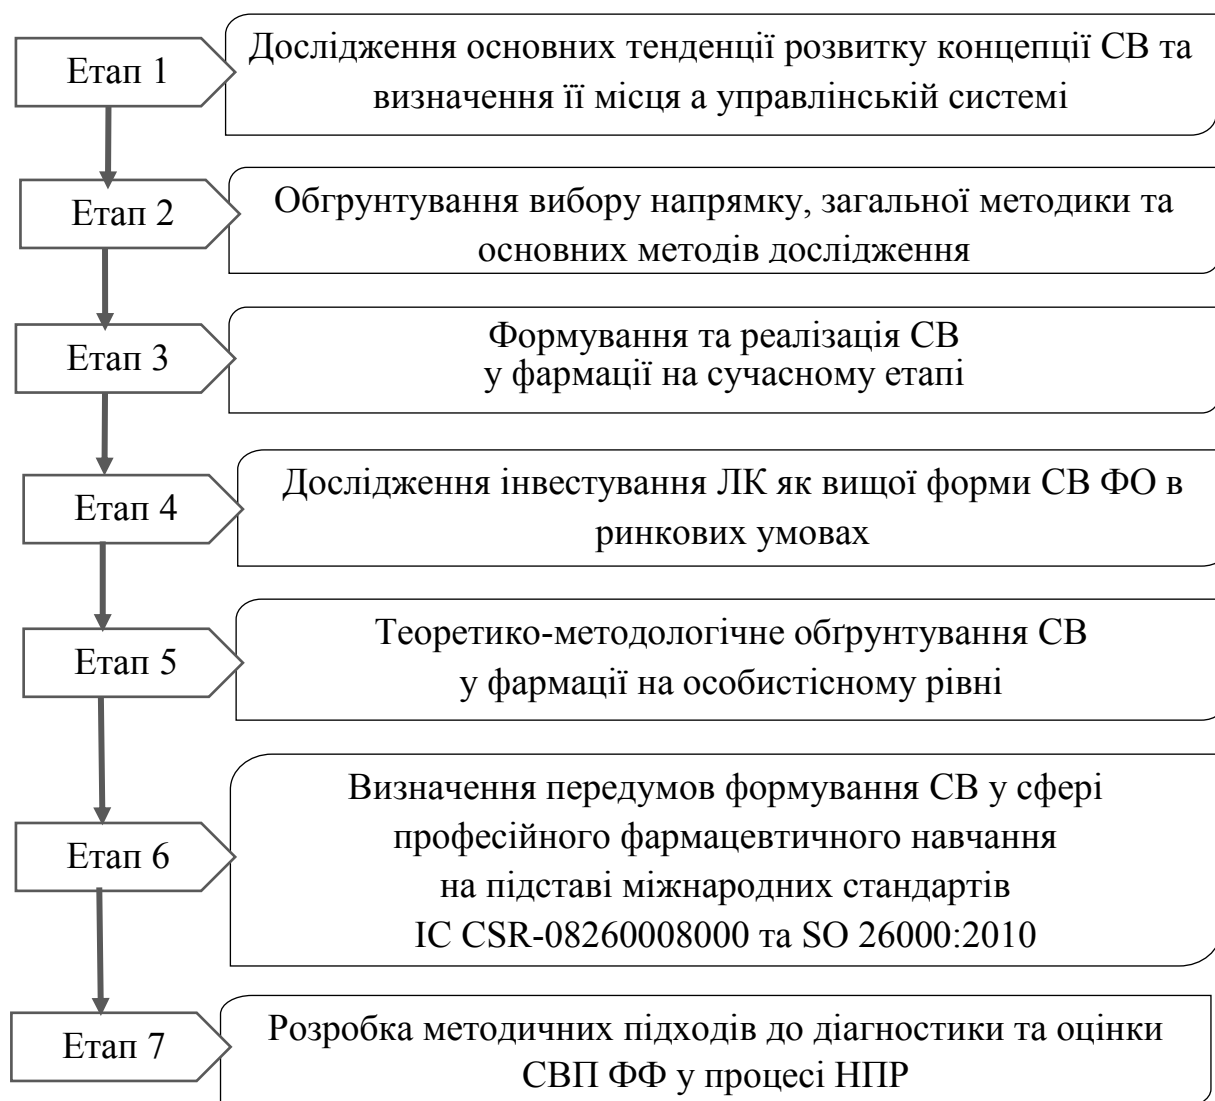 Етап 1
Дослідження основних тенденції розвитку концепції СВ та
визначення її місця а управлінській системі
Етап 2
Обгрунтування вибору напрямку, загальної методики та
основних методів дослідження
Етап 3
Формування та реалізація СВ
у фармації на сучасному етапі
Етап 4
Дослідження інвестування ЛК як вищої форми СВ ФО в
ринкових умовах
Етап 5
Теоретико-методологічне обґрунтування СВ
у фармації на особистісному рівні
Етап 6
Визначення передумов формування СВ у сфері
професійного фармацевтичного навчання
на підставі міжнародних стандартів
IC CSR-08260008000 та SO 26000:2010
Етап 7
Розробка методичних підходів до діагностики та оцінки
СВП ФФ у процесі НПР